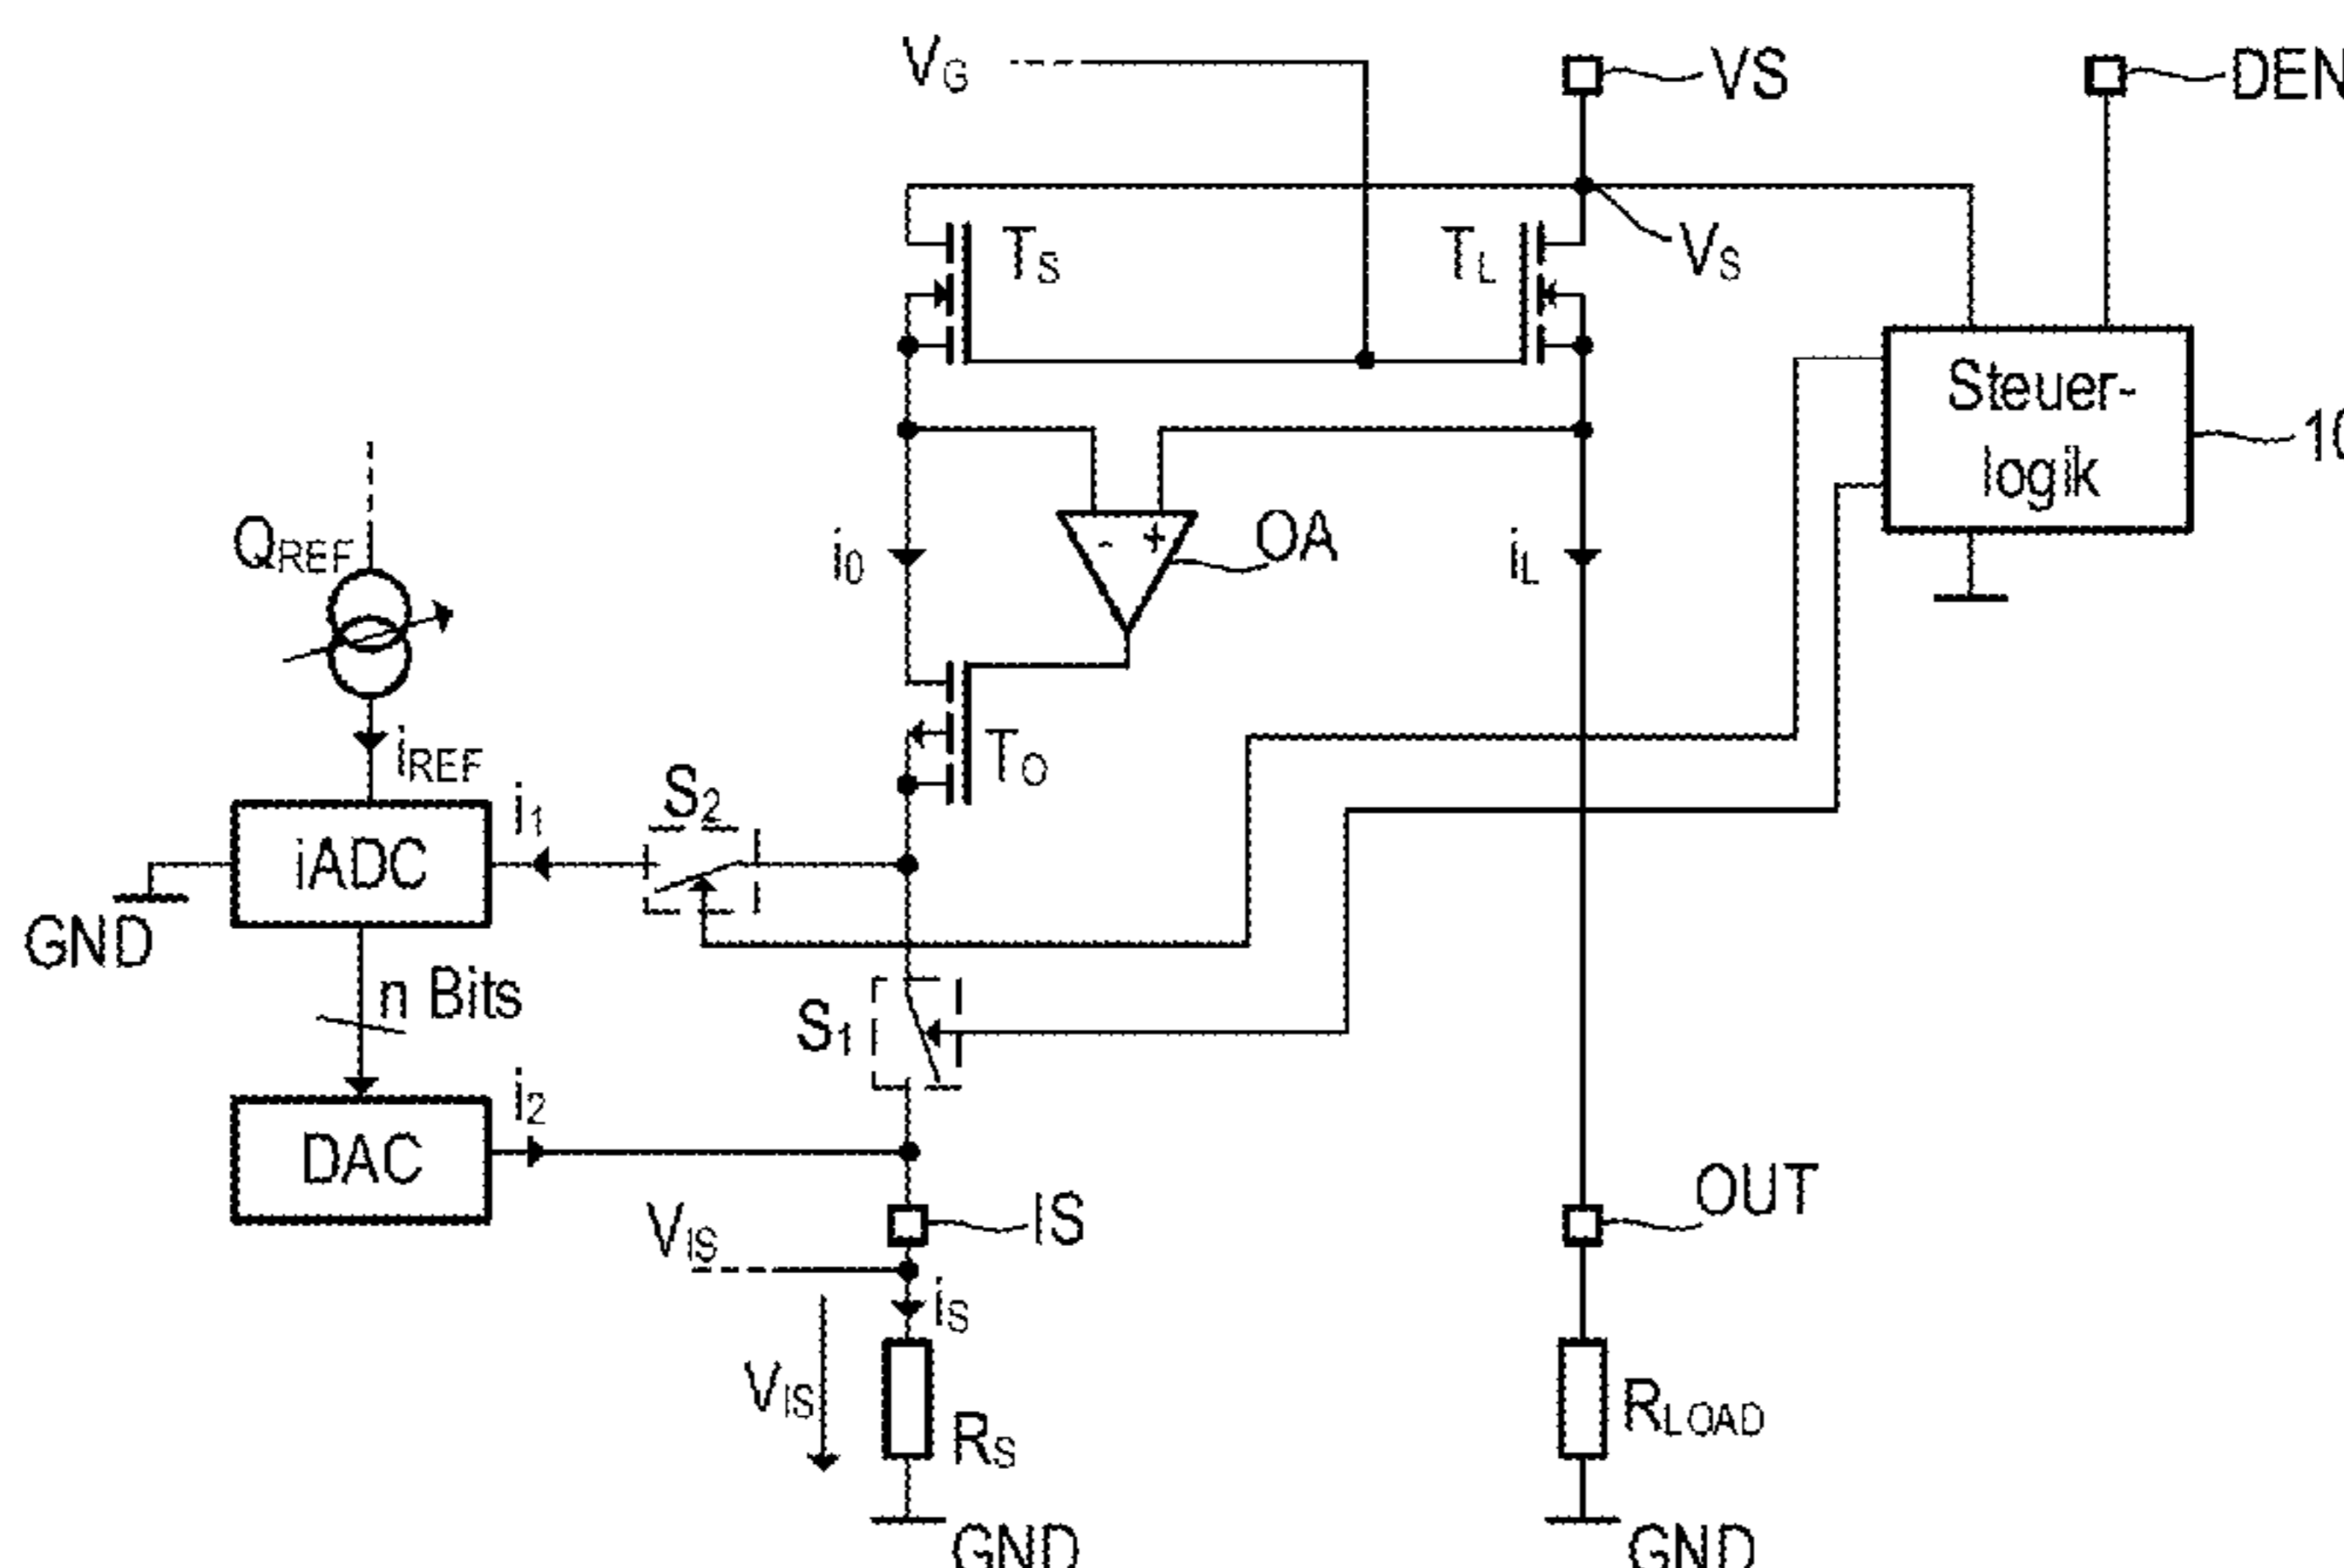 VG
VS
DEN
TS
TL
VS
Steuer-
logik
10
QREF
i0
OA
iL
iREF
TO
S2
i1
iADC
GND
n Bits
S1
i2
DAC
OUT
VIS
IS
iS
VIS
RS
RLOAD
GND
GND
- +